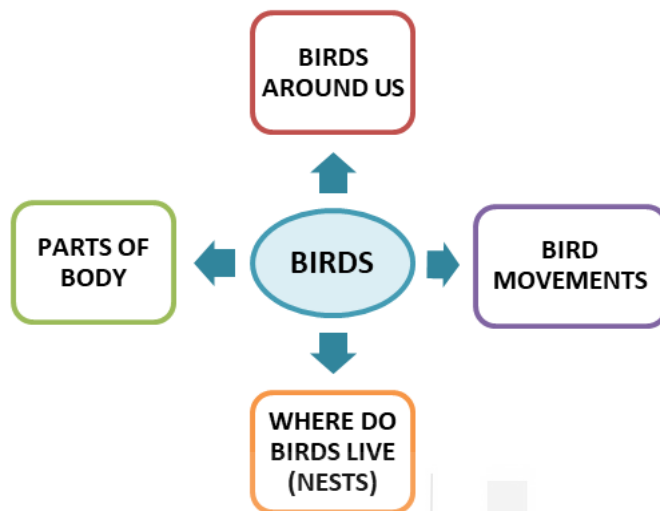 BIRDS
AROUND US
PARTS OF
BODY
BIRDS
BIRD
MOVEMENTS
WHERE DO
BIRDS LIVE
(NESTS)